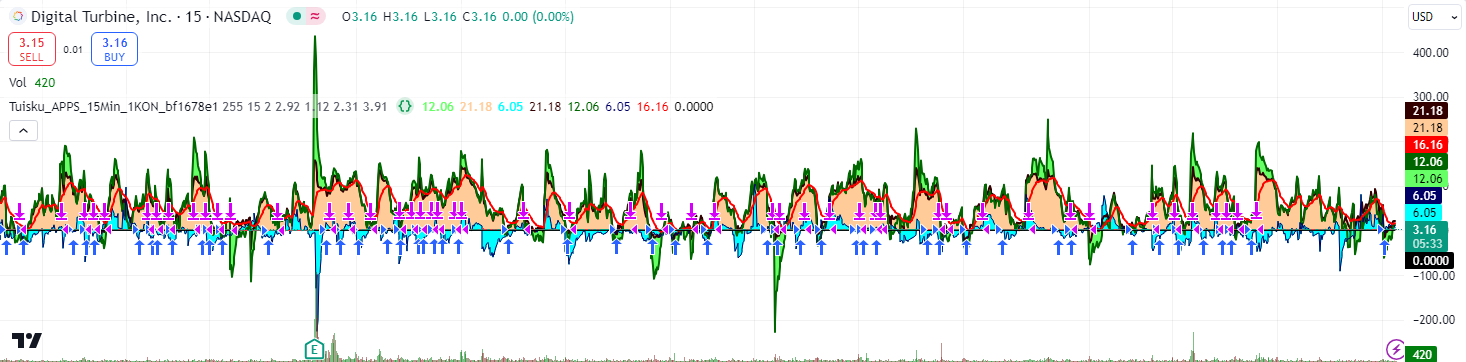 Digital Turbine, Inc. · 15 · NASDAQ ≈ O3.16 H3.16 L3.16 C3.16 0.00 (0.00%)
USD
3.15 SELL 0.01 3.16 BUY
400.00
Vol 420
300.00
Tuisku_APPS_15Min_1KON_bf1678e1 255 15 2 2.92 1.12 2.31 3.91 {} 12.06 21.18 6.05 21.18 12.06 6.05 16.16 0.0000
21.18
21.18
16.16
12.06
12.06
6.05
6.05
3.16
05:33
0.0000
−100.00
−200.00
E
420